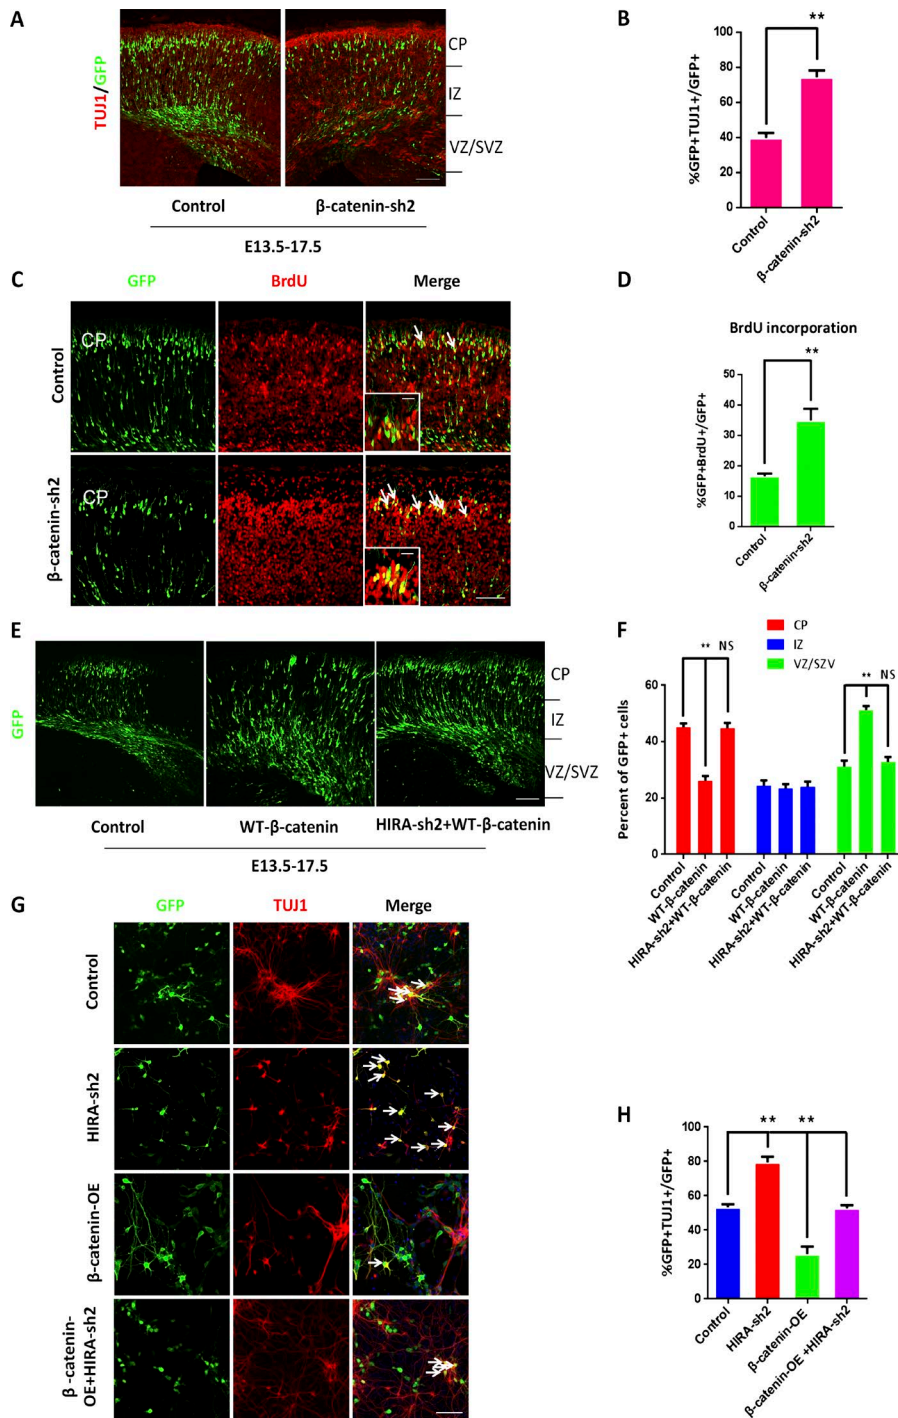 A
TUJ1/GFP
CP
IZ
VZ/SVZ
Control
β-catenin-sh2
E13.5-17.5
B
**
%GFP+TUJ1+/GFP+
100
80
60
40
20
0
Control
β-catenin-sh2
C
GFP
BrdU
Merge
Control
CP
β-catenin-sh2
CP
D
BrdU incorporation
**
%GFP+BrdU+/GFP+
50
40
30
20
10
0
Control
β-catenin-sh2
E
GFP
CP
IZ
VZ/SVZ
Control
WT-β-catenin
HIRA-sh2+WT-β-catenin
E13.5-17.5
F
CP
IZ
VZ/SZV
** NS
** NS
Percent of GFP+ cells
60
40
20
0
Control
WT-β-catenin
HIRA-sh2+WT-β-catenin
Control
WT-β-catenin
HIRA-sh2+WT-β-catenin
Control
WT-β-catenin
HIRA-sh2+WT-β-catenin
G
GFP
TUJ1
Merge
Control
HIRA-sh2
β-catenin-OE
β -catenin-
OE+HIRA-sh2
H
** **
%GFP+TUJ1+/GFP+
100
80
60
40
20
0
Control
HIRA-sh2
β-catenin-OE
β-catenin-OE +HIRA-sh2